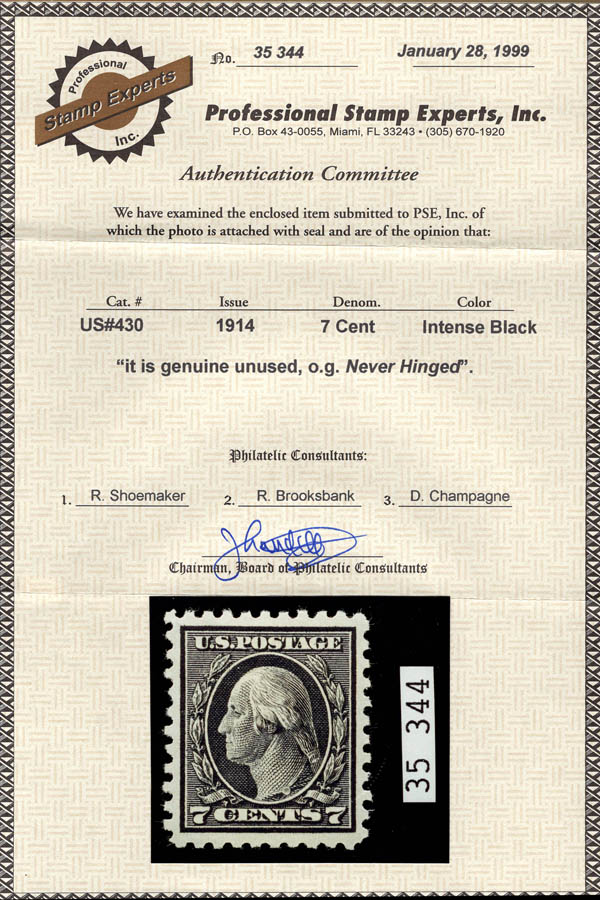 Professional
Stamp Experts
Inc.
No. 35 344
January 28, 1999
Professional Stamp Experts, Inc.
P.O. Box 43-0055, Miami, FL 33243 • (305) 670-1920
Authentication Committee
We have examined the enclosed item submitted to PSE, Inc. of
which the photo is attached with seal and are of the opinion that:
Cat. # Issue Denom. Color
US#430 1914 7 Cent Intense Black
“it is genuine unused, o.g. Never Hinged”.
Philatelic Consultants:
1. R. Shoemaker 2. R. Brooksbank 3. D. Champagne
Chairman, Board of Philatelic Consultants
U.S.POSTAGE
7 CENTS 7
35 344